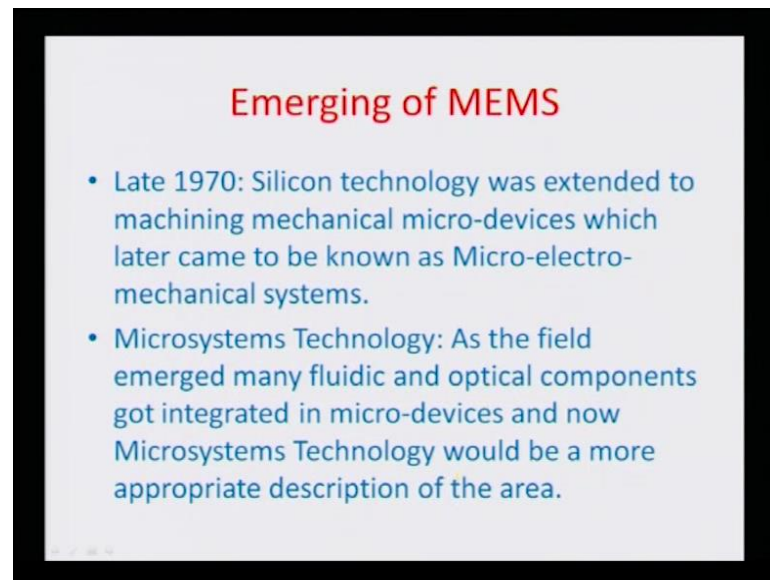 Emerging of MEMS
• Late 1970: Silicon technology was extended to
machining mechanical micro-devices which
later came to be known as Micro-electro-
mechanical systems.
• Microsystems Technology: As the field
emerged many fluidic and optical components
got integrated in micro-devices and now
Microsystems Technology would be a more
appropriate description of the area.